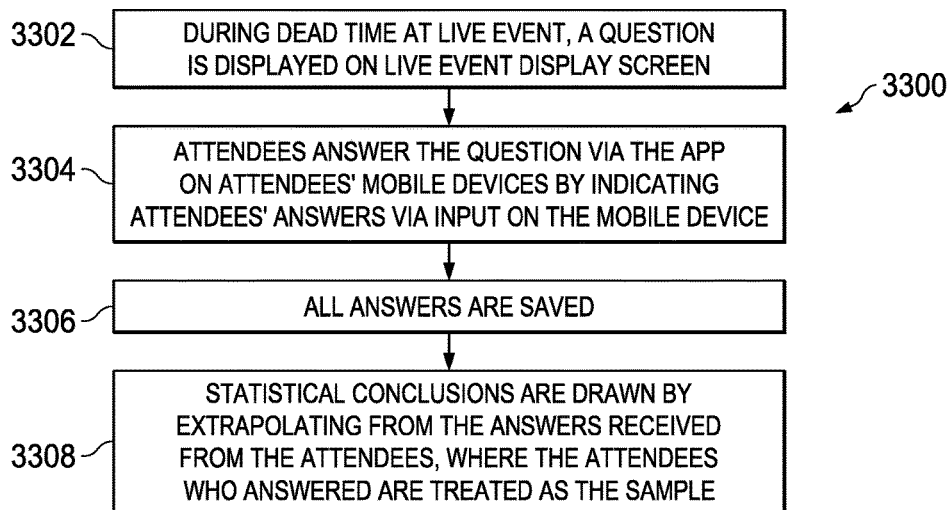 3302
DURING DEAD TIME AT LIVE EVENT, A QUESTION
IS DISPLAYED ON LIVE EVENT DISPLAY SCREEN
3300
3304
ATTENDEES ANSWER THE QUESTION VIA THE APP
ON ATTENDEES' MOBILE DEVICES BY INDICATING
ATTENDEES' ANSWERS VIA INPUT ON THE MOBILE DEVICE
3306
ALL ANSWERS ARE SAVED
3308
STATISTICAL CONCLUSIONS ARE DRAWN BY
EXTRAPOLATING FROM THE ANSWERS RECEIVED
FROM THE ATTENDEES, WHERE THE ATTENDEES
WHO ANSWERED ARE TREATED AS THE SAMPLE